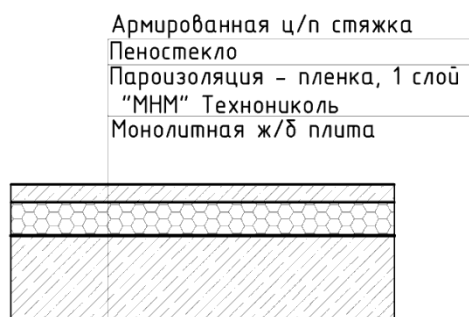 Армированная ц/п стяжка
Пеностекло
Пароизоляция – пленка, 1 слой
"МНМ" Технониколь
Монолитная ж/б плита